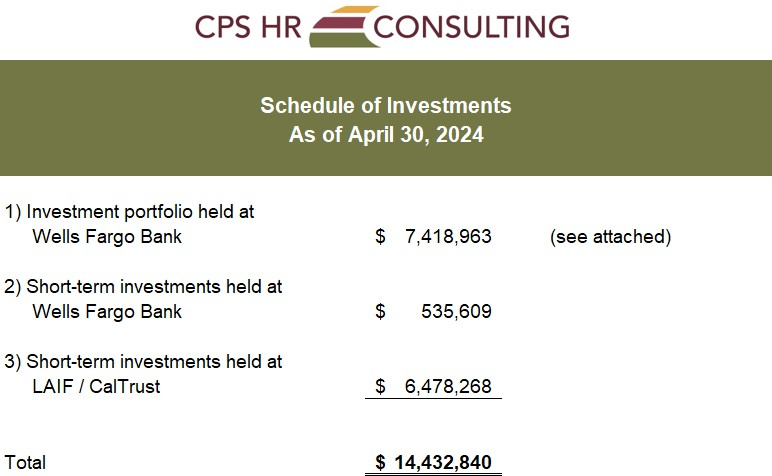 CPS HR CONSULTING
Schedule of Investments
As of April 30, 2024
1) Investment portfolio held at
Wells Fargo Bank $ 7,418,963 (see attached)
2) Short-term investments held at
Wells Fargo Bank $ 535,609
3) Short-term investments held at
LAIF / CalTrust $ 6,478,268
Total $ 14,432,840